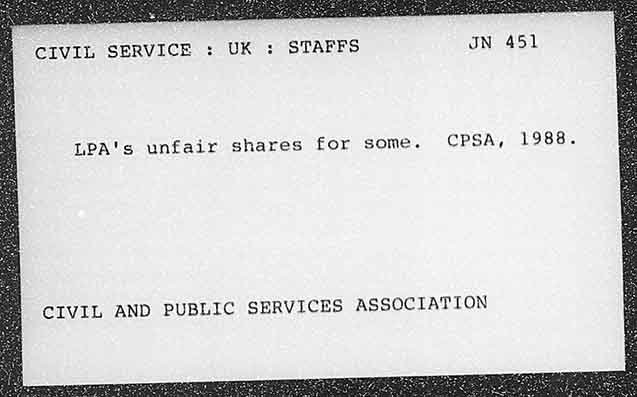 CIVIL SERVICE : UK : STAFFS JN 451
LPA's unfair shares for some. CPSA, 1988.
CIVIL AND PUBLIC SERVICES ASSOCIATION